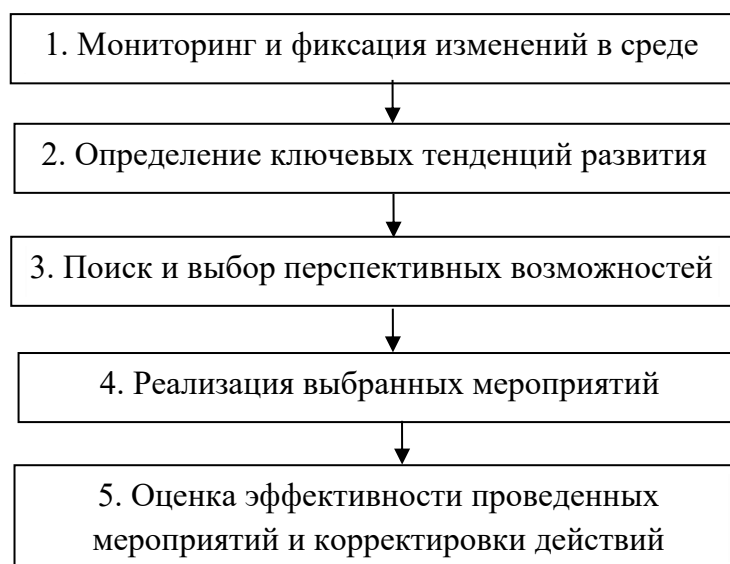 1. Мониторинг и фиксация изменений в среде
2. Определение ключевых тенденций развития
3. Поиск и выбор перспективных возможностей
4. Реализация выбранных мероприятий
5. Оценка эффективности проведенных
мероприятий и корректировки действий